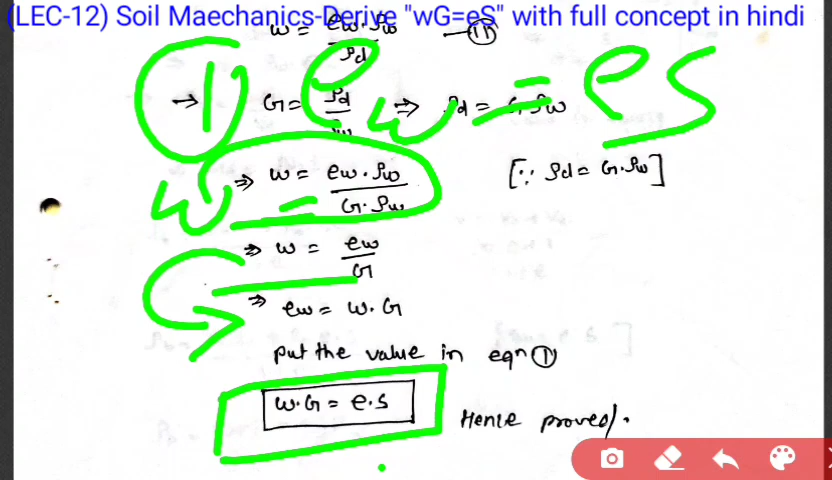 (LEC-12) Soil Maechanics-Derive "wG=eS" with full concept in hindi
w = ew·ρw / ρd —(11)
→ G = ρd / ρw ⇒ ρd = G·ρw
1 ew = es
⇒ w = ew·ρw / G·ρw [∵ ρd = G·ρw]
w =
⇒ w = ew / G
⇒ ew = w·G
put the value in eqn ①
w.G = e.s Hence proved/.